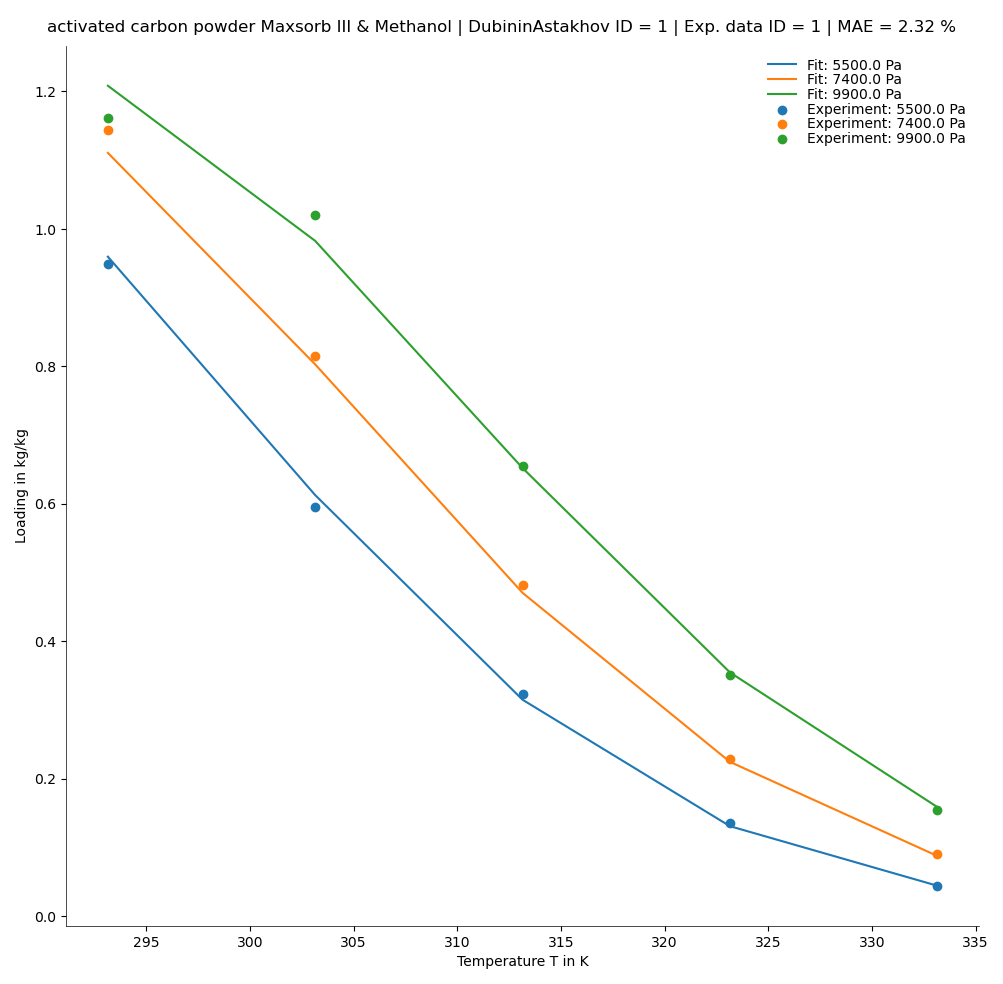 activated carbon powder Maxsorb III & Methanol | DubininAstakhov ID = 1 | Exp. data ID = 1 | MAE = 2.32 %
Fit: 5500.0 Pa
Fit: 7400.0 Pa
Fit: 9900.0 Pa
Experiment: 5500.0 Pa
Experiment: 7400.0 Pa
Experiment: 9900.0 Pa
Loading in kg/kg
1.2
1.0
0.8
0.6
0.4
0.2
0.0
295 300 305 310 315 320 325 330 335
Temperature T in K